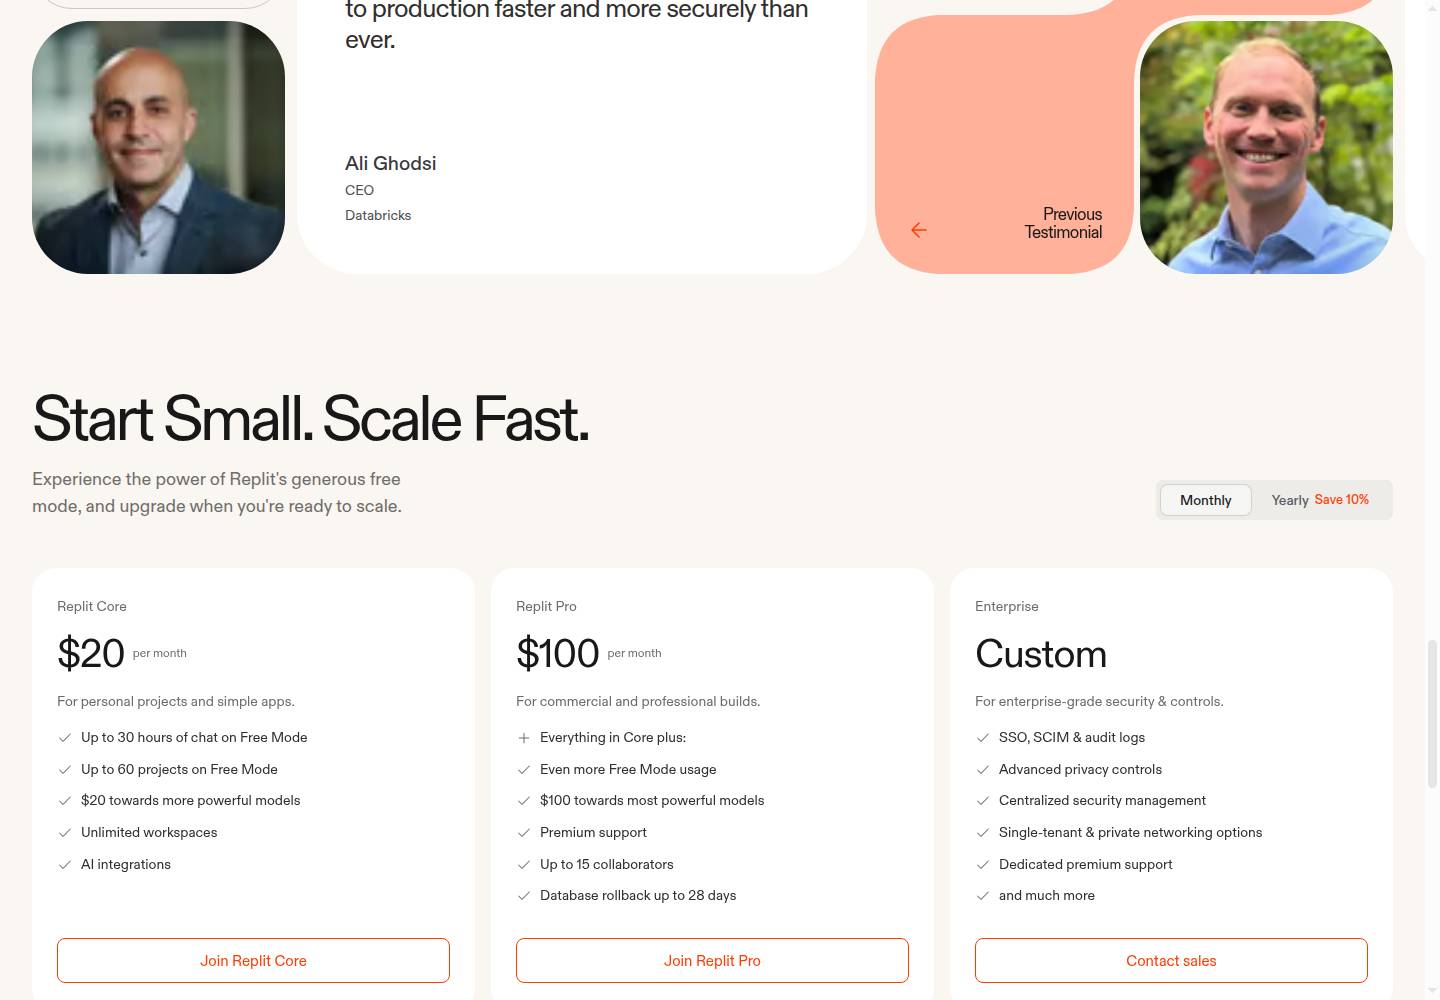 to production faster and more securely than
ever.
Ali Ghodsi
CEO
Databricks
Previous
Testimonial
Start Small. Scale Fast.
Experience the power of Replit's generous free
mode, and upgrade when you're ready to scale.
Monthly
Yearly Save 10%
Replit Core
$20 per month
For personal projects and simple apps.
Up to 30 hours of chat on Free Mode
Up to 60 projects on Free Mode
$20 towards more powerful models
Unlimited workspaces
AI integrations
Join Replit Core
Replit Pro
$100 per month
For commercial and professional builds.
Everything in Core plus:
Even more Free Mode usage
$100 towards most powerful models
Premium support
Up to 15 collaborators
Database rollback up to 28 days
Join Replit Pro
Enterprise
Custom
For enterprise-grade security & controls.
SSO, SCIM & audit logs
Advanced privacy controls
Centralized security management
Single-tenant & private networking options
Dedicated premium support
and much more
Contact sales